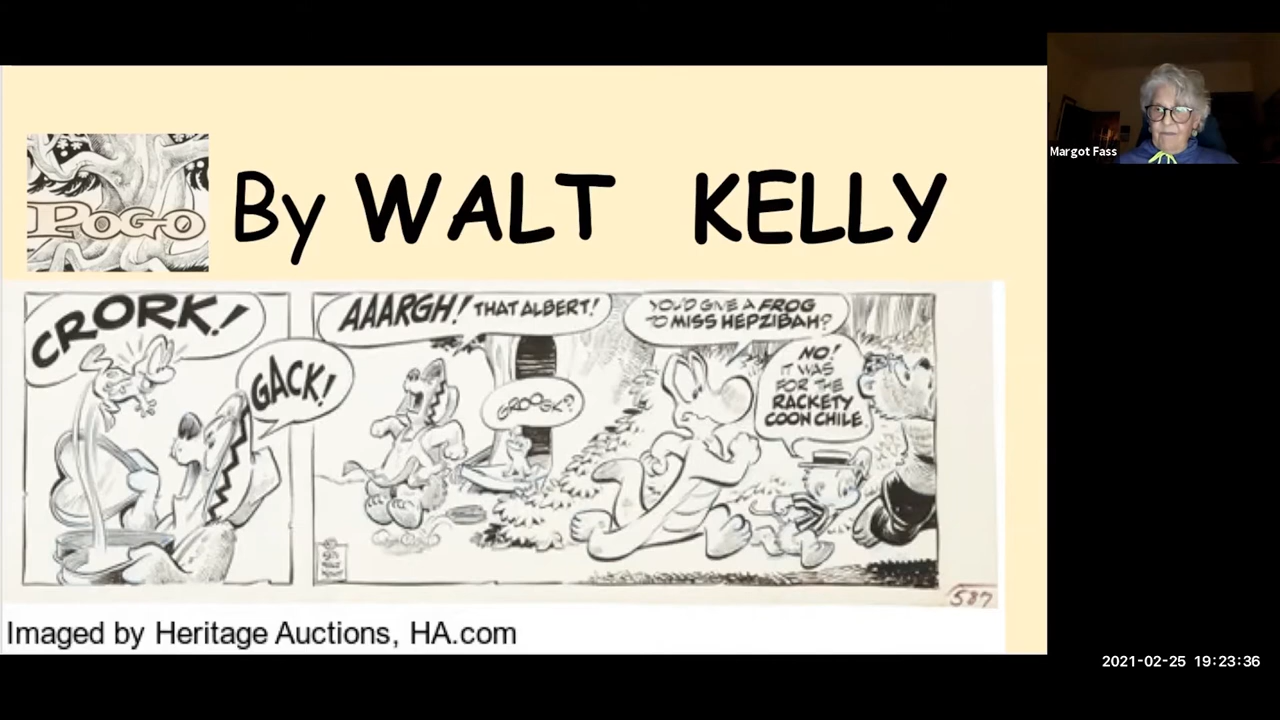 POGO
By WALT KELLY
CRORK!
GACK!
AAARGH! THAT ALBERT!
GROOGK?
YOU'D GIVE A FROG
TO MISS HEPZIBAH?
NO!
IT WAS
FOR THE
RACKETY
COON CHILE.
587
Imaged by Heritage Auctions, HA.com
Margot Fass
2021-02-25 19:23:36